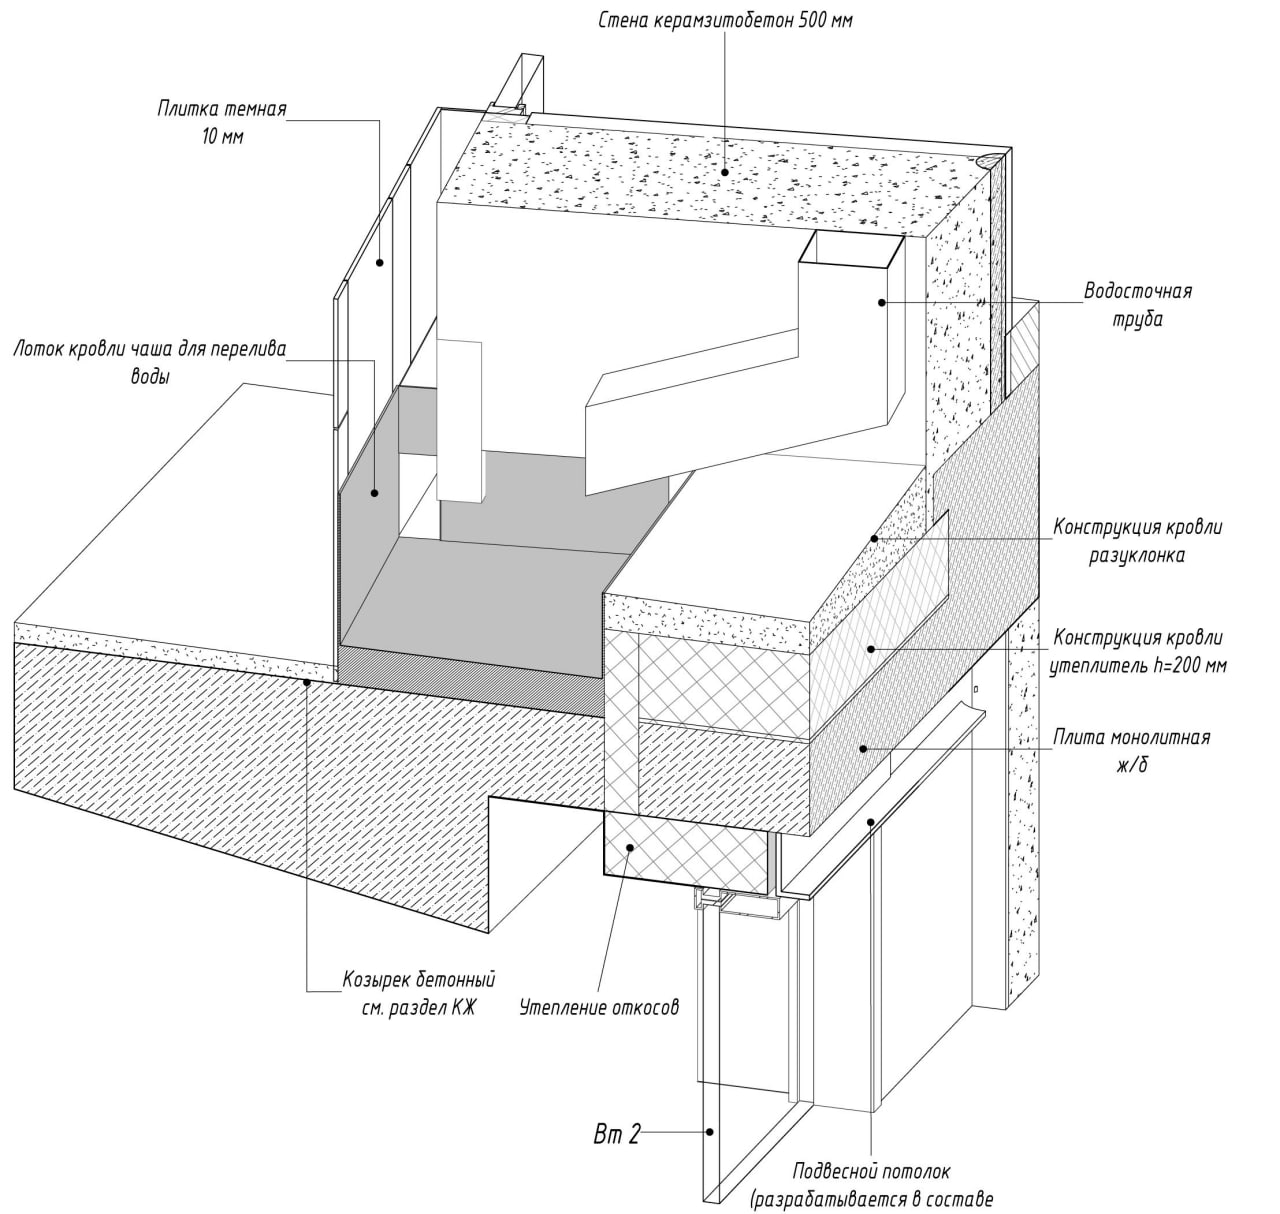 Стена керамзитобетон 500 мм
Плитка темная
10 мм
Водосточная
труба
Лоток кровли чаша для перелива
воды
Конструкция кровли
разуклонка
Конструкция кровли
утеплитель h=200 мм
Плита монолитная
ж/б
Козырек бетонный
см. раздел КЖ
Утепление откосов
Вт 2
Подвесной потолок
(разрабатывается в составе